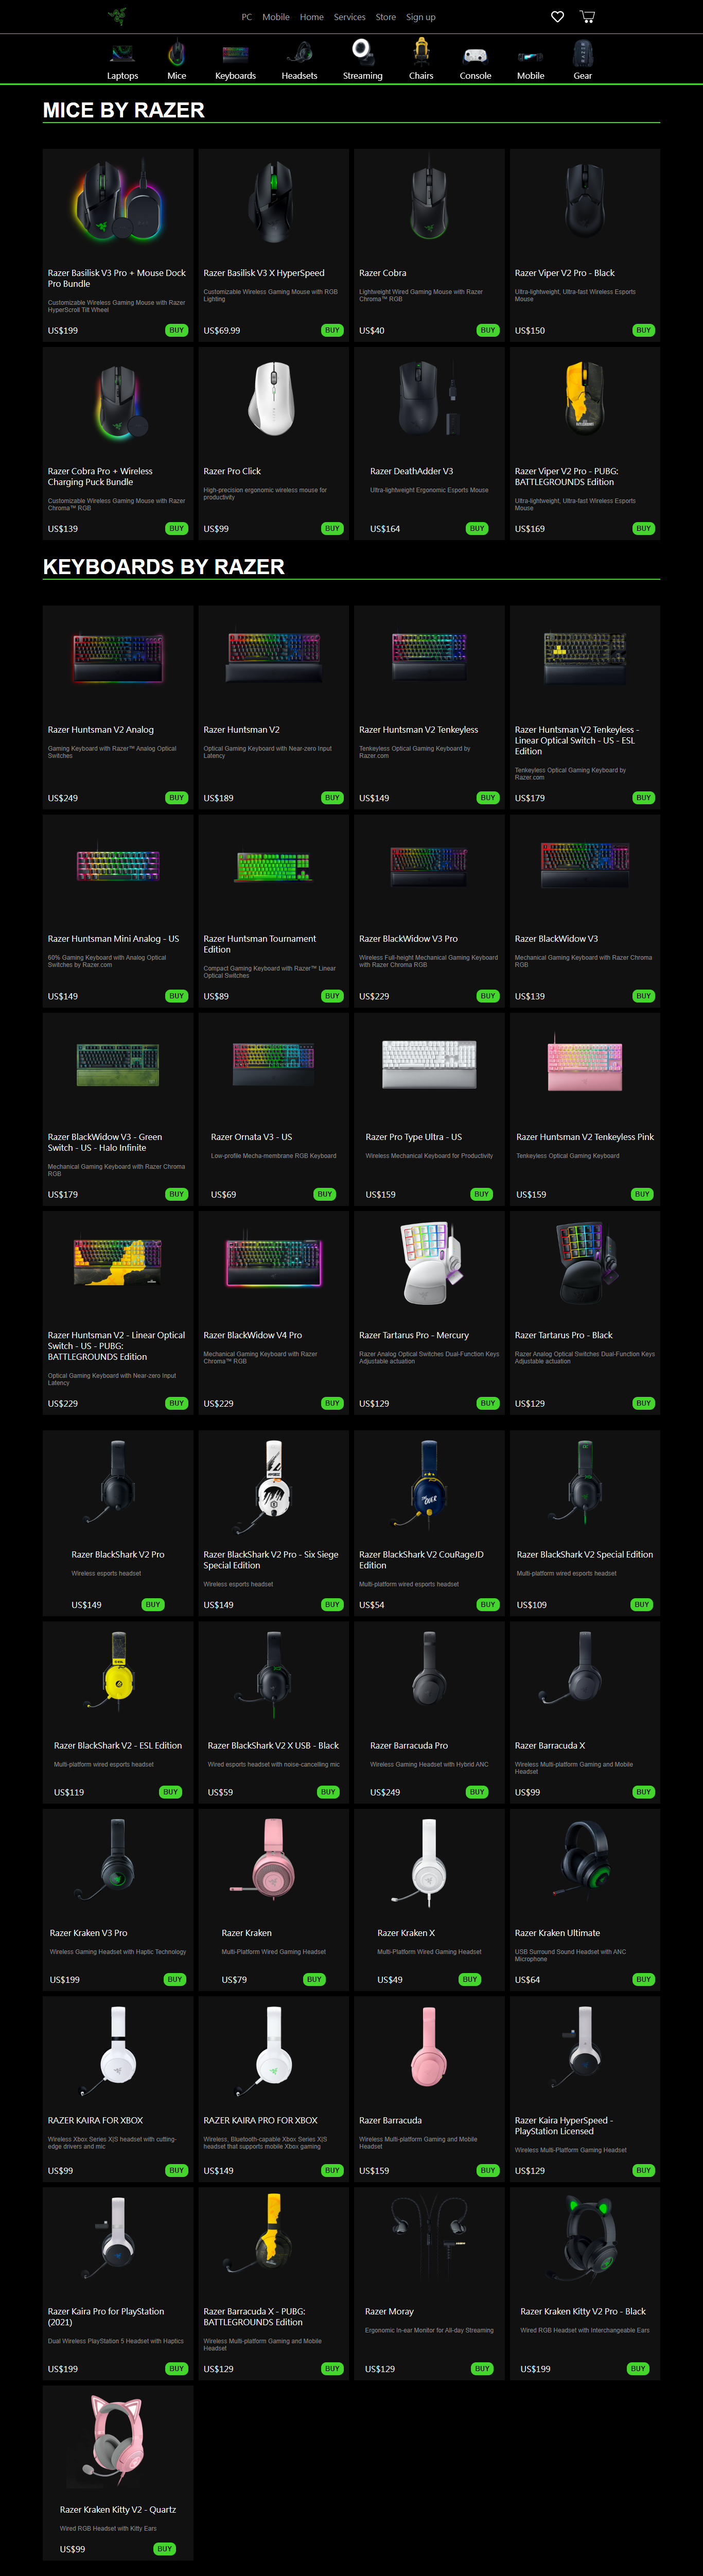 PC Mobile Home Services Store Sign up
Laptops Mice Keyboards Headsets Streaming Chairs Console Mobile Gear
MICE BY RAZER
Razer Basilisk V3 Pro + Mouse Dock
Pro Bundle
Customizable Wireless Gaming Mouse with Razer
HyperScroll Tilt Wheel
US$199 BUY
Razer Basilisk V3 X HyperSpeed
Customizable Wireless Gaming Mouse with RGB
Lighting
US$69.99 BUY
Razer Cobra
Lightweight Wired Gaming Mouse with Razer
Chroma™ RGB
US$40 BUY
Razer Viper V2 Pro - Black
Ultra-lightweight, Ultra-fast Wireless Esports
Mouse
US$150 BUY
Razer Cobra Pro + Wireless
Charging Puck Bundle
Customizable Wireless Gaming Mouse with Razer
Chroma™ RGB
US$139 BUY
Razer Pro Click
High-precision ergonomic wireless mouse for
productivity
US$99 BUY
Razer DeathAdder V3
Ultra-lightweight Ergonomic Esports Mouse
US$164 BUY
Razer Viper V2 Pro - PUBG:
BATTLEGROUNDS Edition
Ultra-lightweight, Ultra-fast Wireless Esports
Mouse
US$169 BUY
KEYBOARDS BY RAZER
Razer Huntsman V2 Analog
Gaming Keyboard with Razer™ Analog Optical
Switches
US$249 BUY
Razer Huntsman V2
Optical Gaming Keyboard with Near-zero Input
Latency
US$189 BUY
Razer Huntsman V2 Tenkeyless
Tenkeyless Optical Gaming Keyboard by
Razer.com
US$149 BUY
Razer Huntsman V2 Tenkeyless -
Linear Optical Switch - US - ESL
Edition
Tenkeyless Optical Gaming Keyboard by
Razer.com
US$179 BUY
Razer Huntsman Mini Analog - US
60% Gaming Keyboard with Analog Optical
Switches by Razer.com
US$149 BUY
Razer Huntsman Tournament
Edition
Compact Gaming Keyboard with Razer™ Linear
Optical Switches
US$89 BUY
Razer BlackWidow V3 Pro
Wireless Full-height Mechanical Gaming Keyboard
with Razer Chroma RGB
US$229 BUY
Razer BlackWidow V3
Mechanical Gaming Keyboard with Razer Chroma
RGB
US$139 BUY
Razer BlackWidow V3 - Green
Switch - US - Halo Infinite
Mechanical Gaming Keyboard with Razer Chroma
RGB
US$179 BUY
Razer Ornata V3 - US
Low-profile Mecha-membrane RGB Keyboard
US$69 BUY
Razer Pro Type Ultra - US
Wireless Mechanical Keyboard for Productivity
US$159 BUY
Razer Huntsman V2 Tenkeyless Pink
Tenkeyless Optical Gaming Keyboard
US$159 BUY
Razer Huntsman V2 - Linear Optical
Switch - US - PUBG:
BATTLEGROUNDS Edition
Optical Gaming Keyboard with Near-zero Input
Latency
US$229 BUY
Razer BlackWidow V4 Pro
Mechanical Gaming Keyboard with Razer
Chroma™ RGB
US$229 BUY
Razer Tartarus Pro - Mercury
Razer Analog Optical Switches Dual-Function Keys
Adjustable actuation
US$129 BUY
Razer Tartarus Pro - Black
Razer Analog Optical Switches Dual-Function Keys
Adjustable actuation
US$129 BUY
Razer BlackShark V2 Pro
Wireless esports headset
US$149 BUY
Razer BlackShark V2 Pro - Six Siege
Special Edition
Wireless esports headset
US$149 BUY
Razer BlackShark V2 CouRageJD
Edition
Multi-platform wired esports headset
US$54 BUY
Razer BlackShark V2 Special Edition
Multi-platform wired esports headset
US$109 BUY
Razer BlackShark V2 - ESL Edition
Multi-platform wired esports headset
US$119 BUY
Razer BlackShark V2 X USB - Black
Wired esports headset with noise-cancelling mic
US$59 BUY
Razer Barracuda Pro
Wireless Gaming Headset with Hybrid ANC
US$249 BUY
Razer Barracuda X
Wireless Multi-platform Gaming and Mobile
Headset
US$99 BUY
Razer Kraken V3 Pro
Wireless Gaming Headset with Haptic Technology
US$199 BUY
Razer Kraken
Multi-Platform Wired Gaming Headset
US$79 BUY
Razer Kraken X
Multi-Platform Wired Gaming Headset
US$49 BUY
Razer Kraken Ultimate
USB Surround Sound Headset with ANC
Microphone
US$64 BUY
RAZER KAIRA FOR XBOX
Wireless Xbox Series X|S headset with cutting-
edge drivers and mic
US$99 BUY
RAZER KAIRA PRO FOR XBOX
Wireless, Bluetooth-capable Xbox Series X|S
headset that supports mobile Xbox gaming
US$149 BUY
Razer Barracuda
Wireless Multi-platform Gaming and Mobile
Headset
US$159 BUY
Razer Kaira HyperSpeed -
PlayStation Licensed
Wireless Multi-Platform Gaming Headset
US$129 BUY
Razer Kaira Pro for PlayStation
(2021)
Dual Wireless PlayStation 5 Headset with Haptics
US$199 BUY
Razer Barracuda X - PUBG:
BATTLEGROUNDS Edition
Wireless Multi-platform Gaming and Mobile
Headset
US$129 BUY
Razer Moray
Ergonomic In-ear Monitor for All-day Streaming
US$129 BUY
Razer Kraken Kitty V2 Pro - Black
Wired RGB Headset with Interchangeable Ears
US$199 BUY
Razer Kraken Kitty V2 - Quartz
Wired RGB Headset with Kitty Ears
US$99 BUY